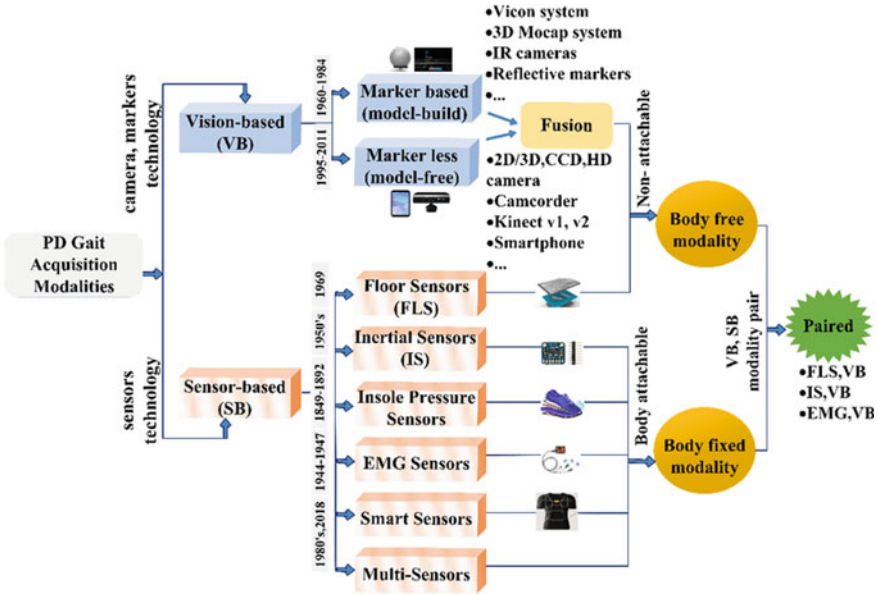 PD Gait
Acquisition
Modalities
camera, markers
technology
sensors
technology
Vision-based
(VB)
Sensor-based
(SB)
1960-1984
1995-2011
Marker based
(model-build)
Marker less
(model-free)
•Vicon system
•3D Mocap system
•IR cameras
•Reflective markers
•...
Fusion
•2D/3D,CCD,HD
camera
•Camcorder
•Kinect v1, v2
•Smartphone
•...
1969
1950's
1849-1892
1944-1947
1980's,2018
Floor Sensors
(FLS)
Inertial Sensors
(IS)
Insole Pressure
Sensors
EMG Sensors
Smart Sensors
Multi-Sensors
Non- attachable
Body attachable
Body free
modality
Body fixed
modality
VB, SB
modality pair
Paired
•FLS,VB
•IS,VB
•EMG,VB